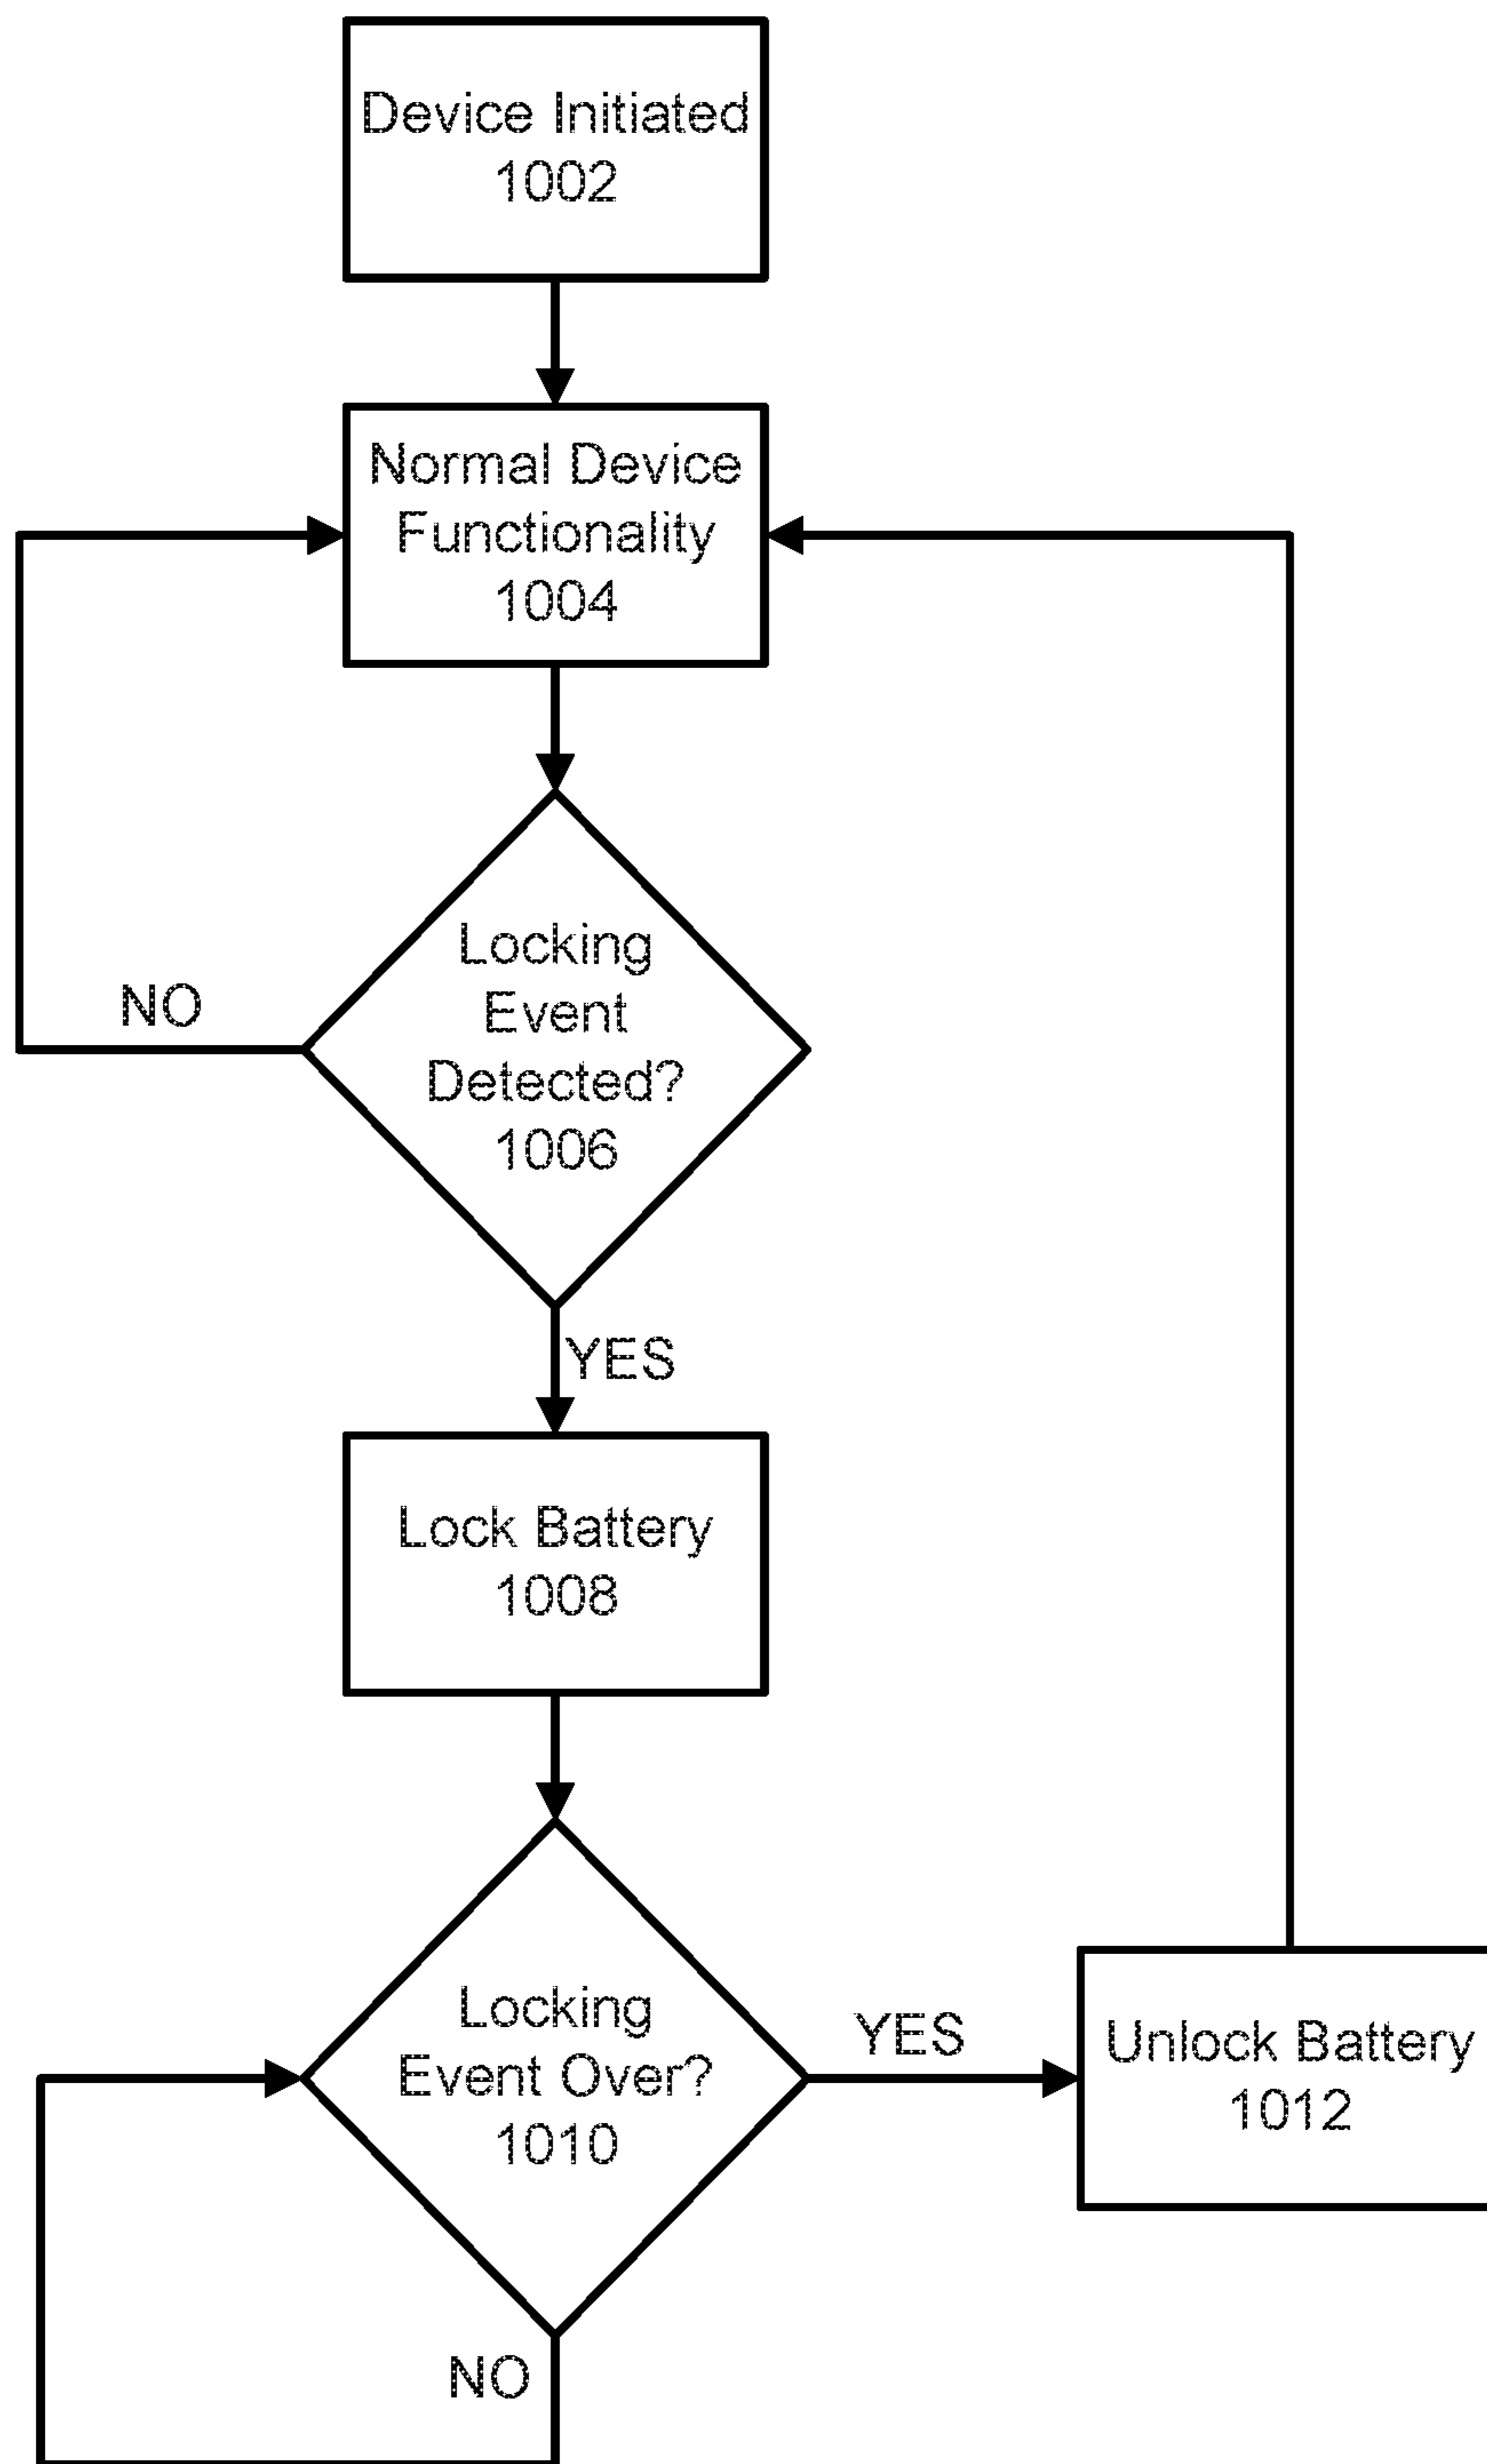 Device Initiated
1002
Normal Device
Functionality
1004
Locking
Event
Detected?
1006
NO
YES
Lock Battery
1008
Locking
Event Over?
1010
YES
Unlock Battery
1012
NO